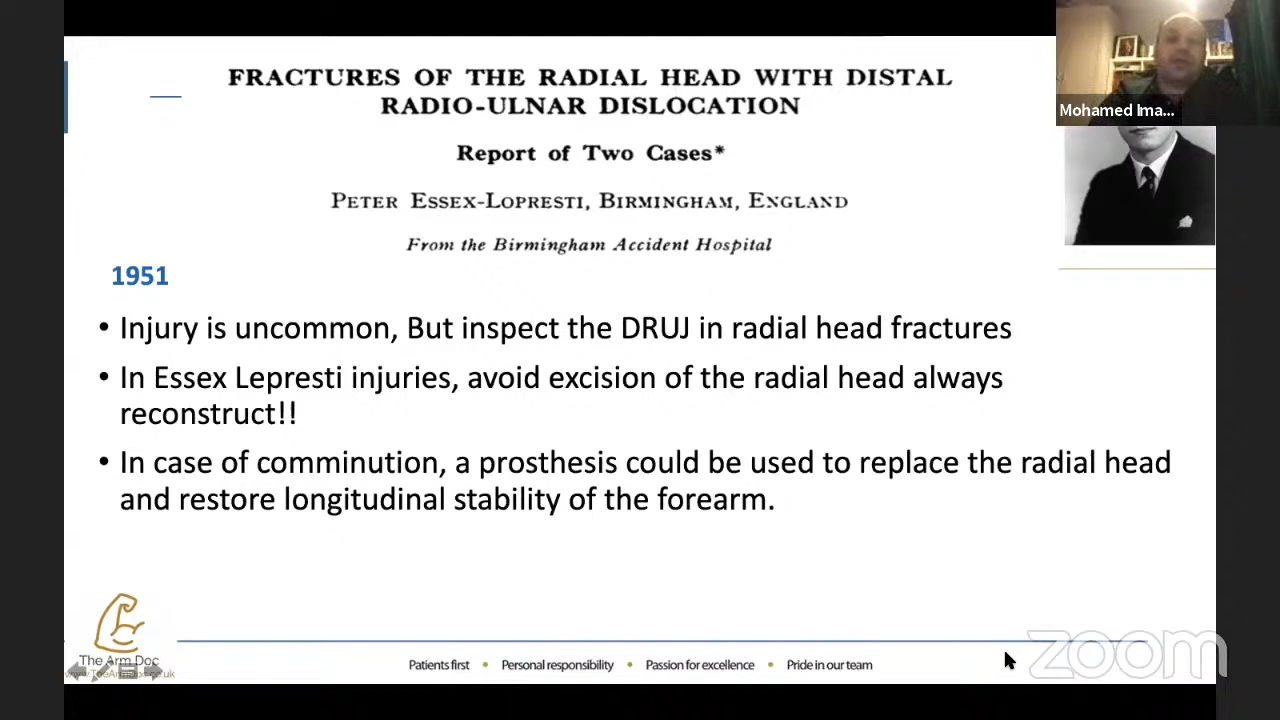 FRACTURES OF THE RADIAL HEAD WITH DISTAL
RADIO-ULNAR DISLOCATION
Report of Two Cases*
PETER ESSEX-LOPRESTI, BIRMINGHAM, ENGLAND
From the Birmingham Accident Hospital
Mohamed Ima...
1951
• Injury is uncommon, But inspect the DRUJ in radial head fractures
• In Essex Lepresti injuries, avoid excision of the radial head always
reconstruct!!
• In case of comminution, a prosthesis could be used to replace the radial head
and restore longitudinal stability of the forearm.
The Arm Doc
Patients first • Personal responsibility • Passion for excellence • Pride in our team
zoom